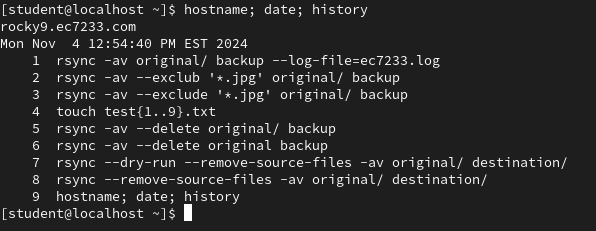 [student@localhost ~]$ hostname; date; history
rocky9.ec7233.com
Mon Nov  4 12:54:40 PM EST 2024
    1  rsync -av original/ backup --log-file=ec7233.log
    2  rsync -av --exclub '*.jpg' original/ backup
    3  rsync -av --exclude '*.jpg' original/ backup
    4  touch test{1..9}.txt
    5  rsync -av --delete original/ backup
    6  rsync -av --delete original backup
    7  rsync --dry-run --remove-source-files -av original/ destination/
    8  rsync --remove-source-files -av original/ destination/
    9  hostname; date; history
[student@localhost ~]$